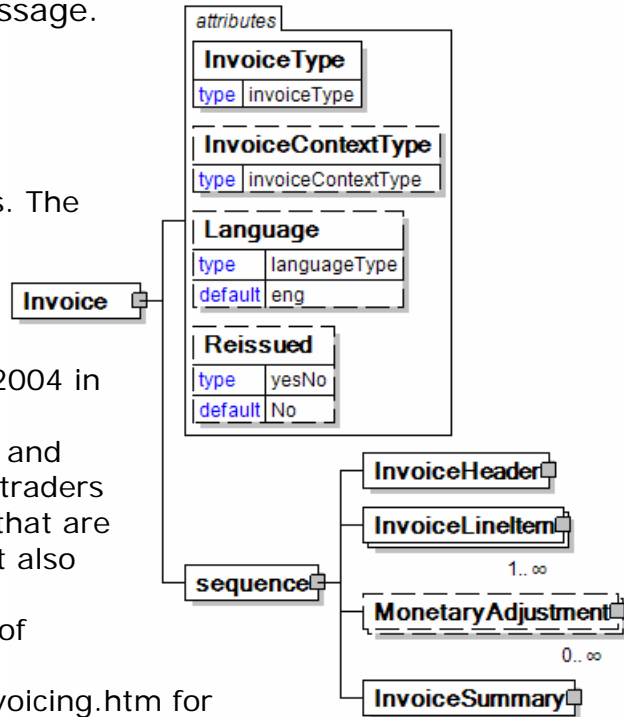 ssage.
s. The
2004 in
and
traders
that are
t also
of
voicing.htm for
attributes
InvoiceType
type invoiceType
InvoiceContextType
type invoiceContextType
Language
type languageType
default eng
Reissued
type yesNo
default No
Invoice
sequence
InvoiceHeader
InvoiceLineItem
1.. ∞
MonetaryAdjustment
0.. ∞
InvoiceSummary